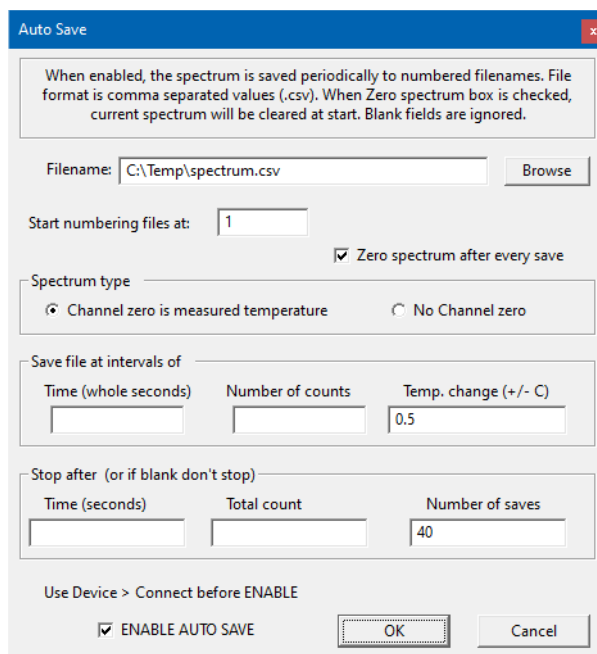 Auto Save
x
When enabled, the spectrum is saved periodically to numbered filenames. File
format is comma separated values (.csv). When Zero spectrum box is checked,
current spectrum will be cleared at start. Blank fields are ignored.
Filename: C:\Temp\spectrum.csv Browse
Start numbering files at: 1
Zero spectrum after every save
Spectrum type
Channel zero is measured temperature No Channel zero
Save file at intervals of
Time (whole seconds) Number of counts Temp. change (+/- C)
0.5
Stop after (or if blank don't stop)
Time (seconds) Total count Number of saves
40
Use Device > Connect before ENABLE
ENABLE AUTO SAVE OK Cancel